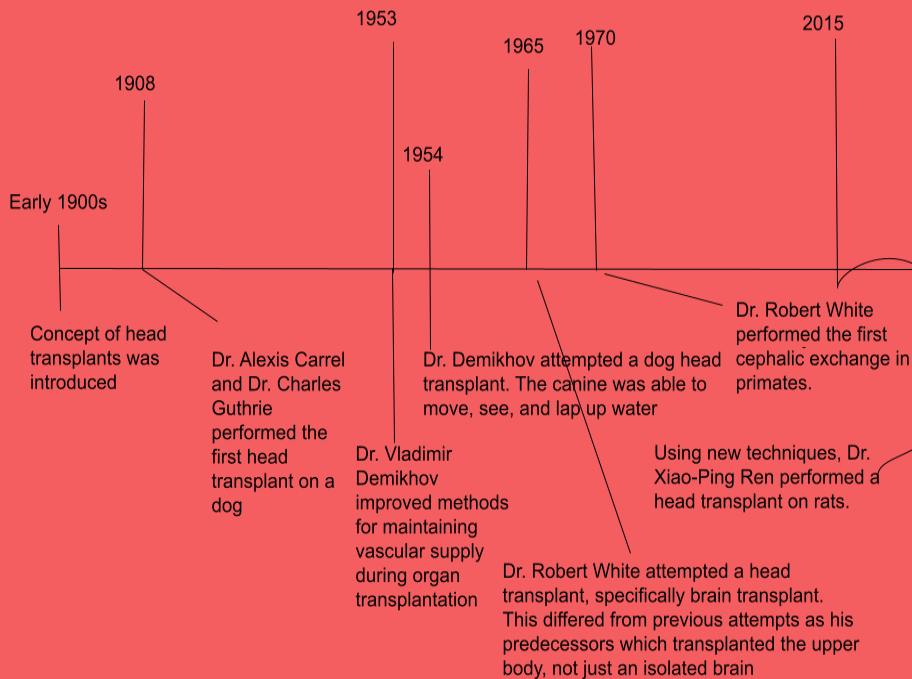 Early 1900s
Concept of head
transplants was
introduced
1908
Dr. Alexis Carrel
and Dr. Charles
Guthrie
performed the
first head
transplant on a
dog
1953
Dr. Vladimir
Demikhov
improved methods
for maintaining
vascular supply
during organ
transplantation
1954
Dr. Demikhov attempted a dog head
transplant. The canine was able to
move, see, and lap up water
1965
Dr. Robert White attempted a head
transplant, specifically brain transplant.
This differed from previous attempts as his
predecessors which transplanted the upper
body, not just an isolated brain
1970
Dr. Robert White
performed the first
cephalic exchange in
primates.
2015
Using new techniques, Dr.
Xiao-Ping Ren performed a
head transplant on rats.